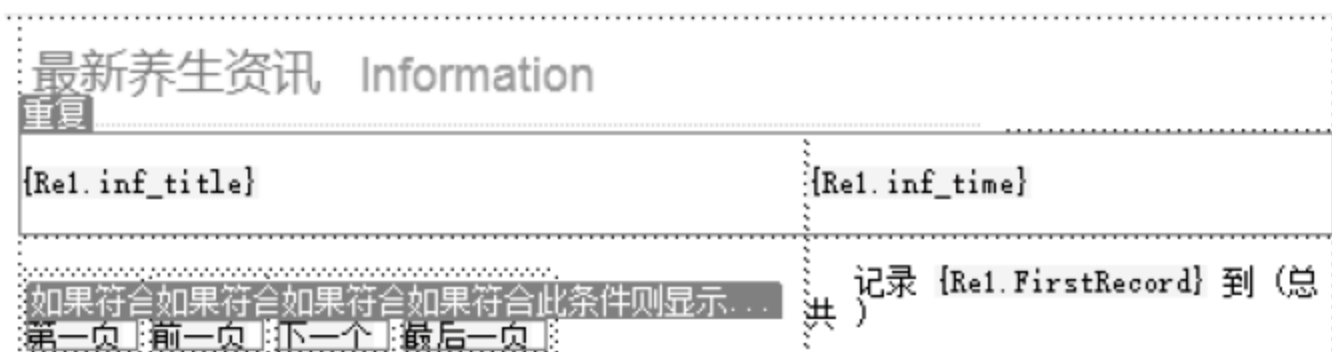 最新养生资讯 Information
重复
{Re1.inf_title} {Re1.inf_time}
记录 {Re1.FirstRecord} 到 (总
如果符合如果符合如果符合如果符合此条件则显示...
共 )
第一页 前一页 下一个 最后一页